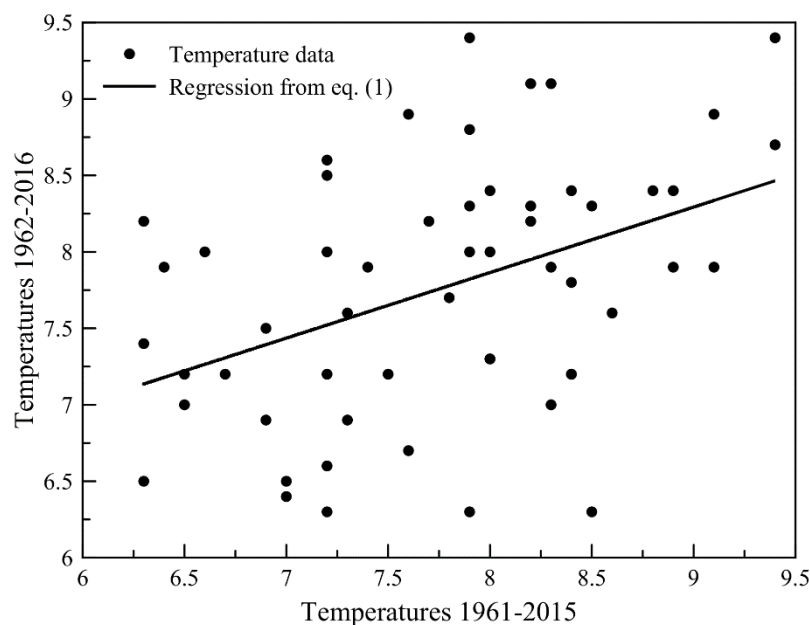 9.5
Temperature data
Regression from eq. (1)
9
8.5
8
7.5
7
6.5
6
Temperatures 1962-2016
6 6.5 7 7.5 8 8.5 9 9.5
Temperatures 1961-2015